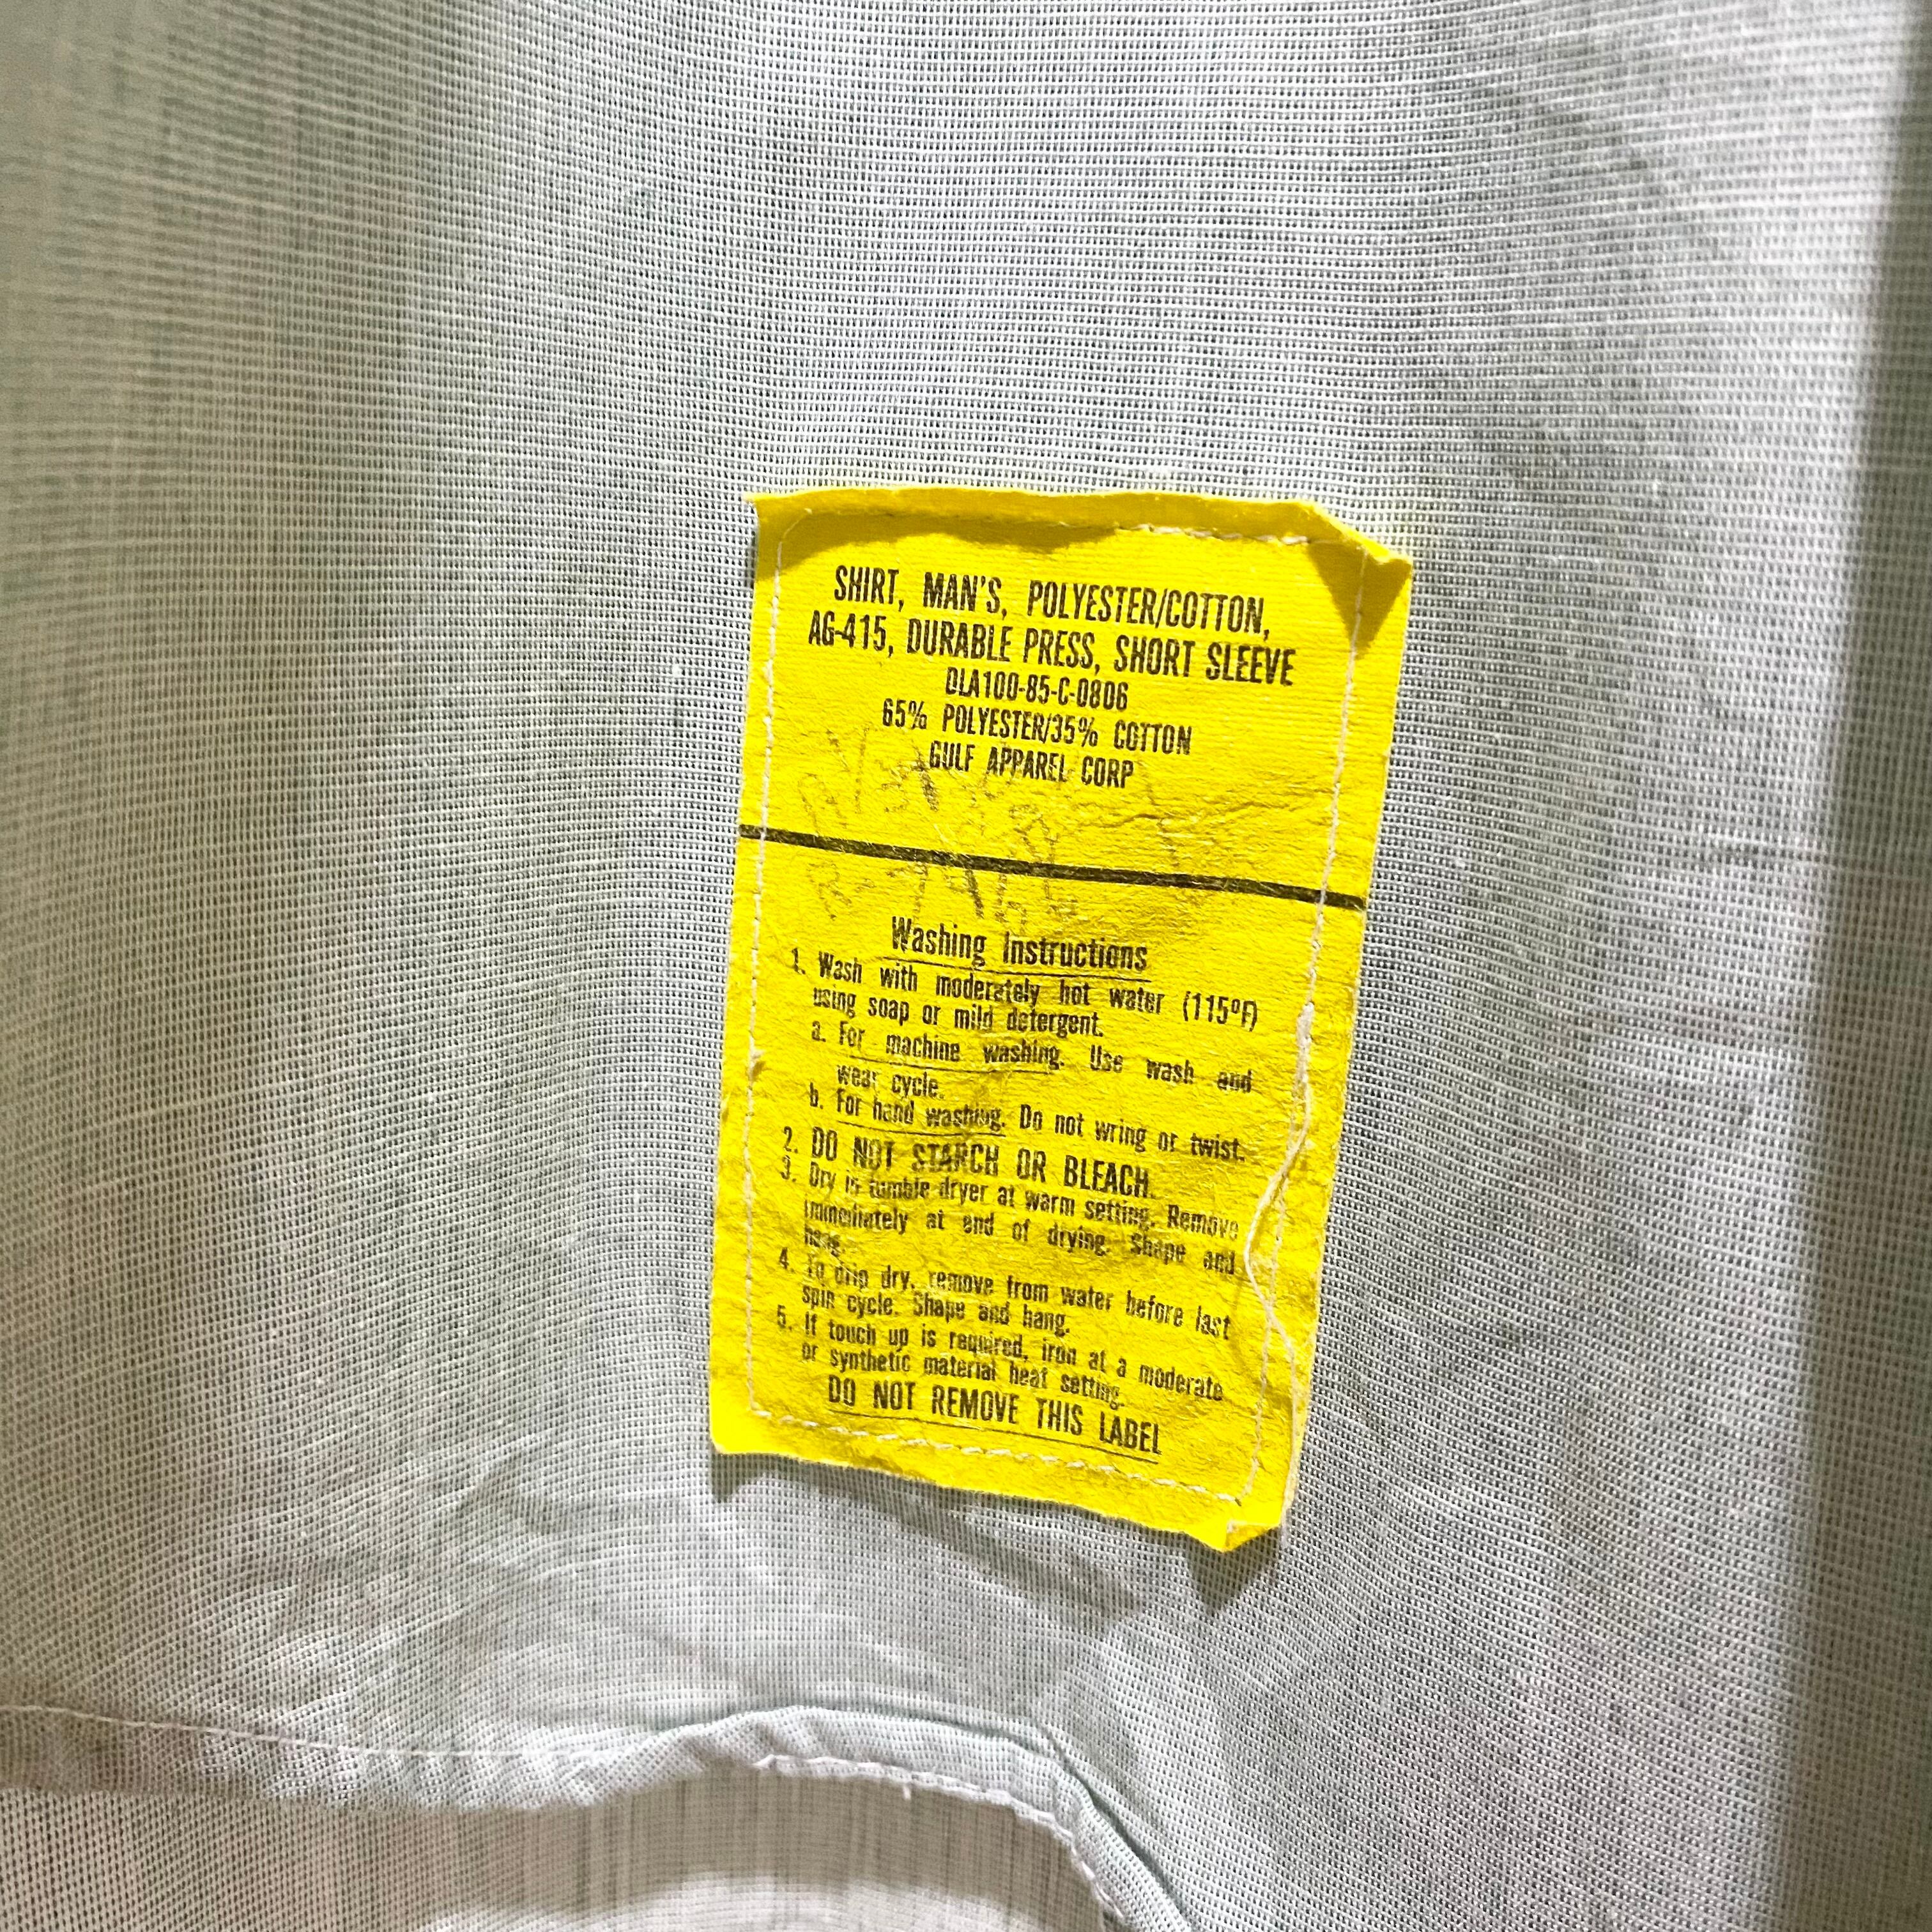 SHIRT, MAN'S, POLYESTER/COTTON,
AG-415, DURABLE PRESS, SHORT SLEEVE
DLA100-85-C-0806
65% POLYESTER/35% COTTON
GULF APPAREL CORP
Washing Instructions
1. Wash with moderately hot water (115ºF)
using soap or mild detergent.
a. For machine washing. Use wash and
wear cycle.
b. For hand washing. Do not wring or twist.
2. DO NOT STARCH OR BLEACH.
3. Dry in tumble dryer at warm setting. Remove
immediately at end of drying. Shape and
hang.
4. To drip dry, remove from water before last
spin cycle. Shape and hang.
5. If touch up is required, iron at a moderate
or synthetic material heat setting.
DO NOT REMOVE THIS LABEL